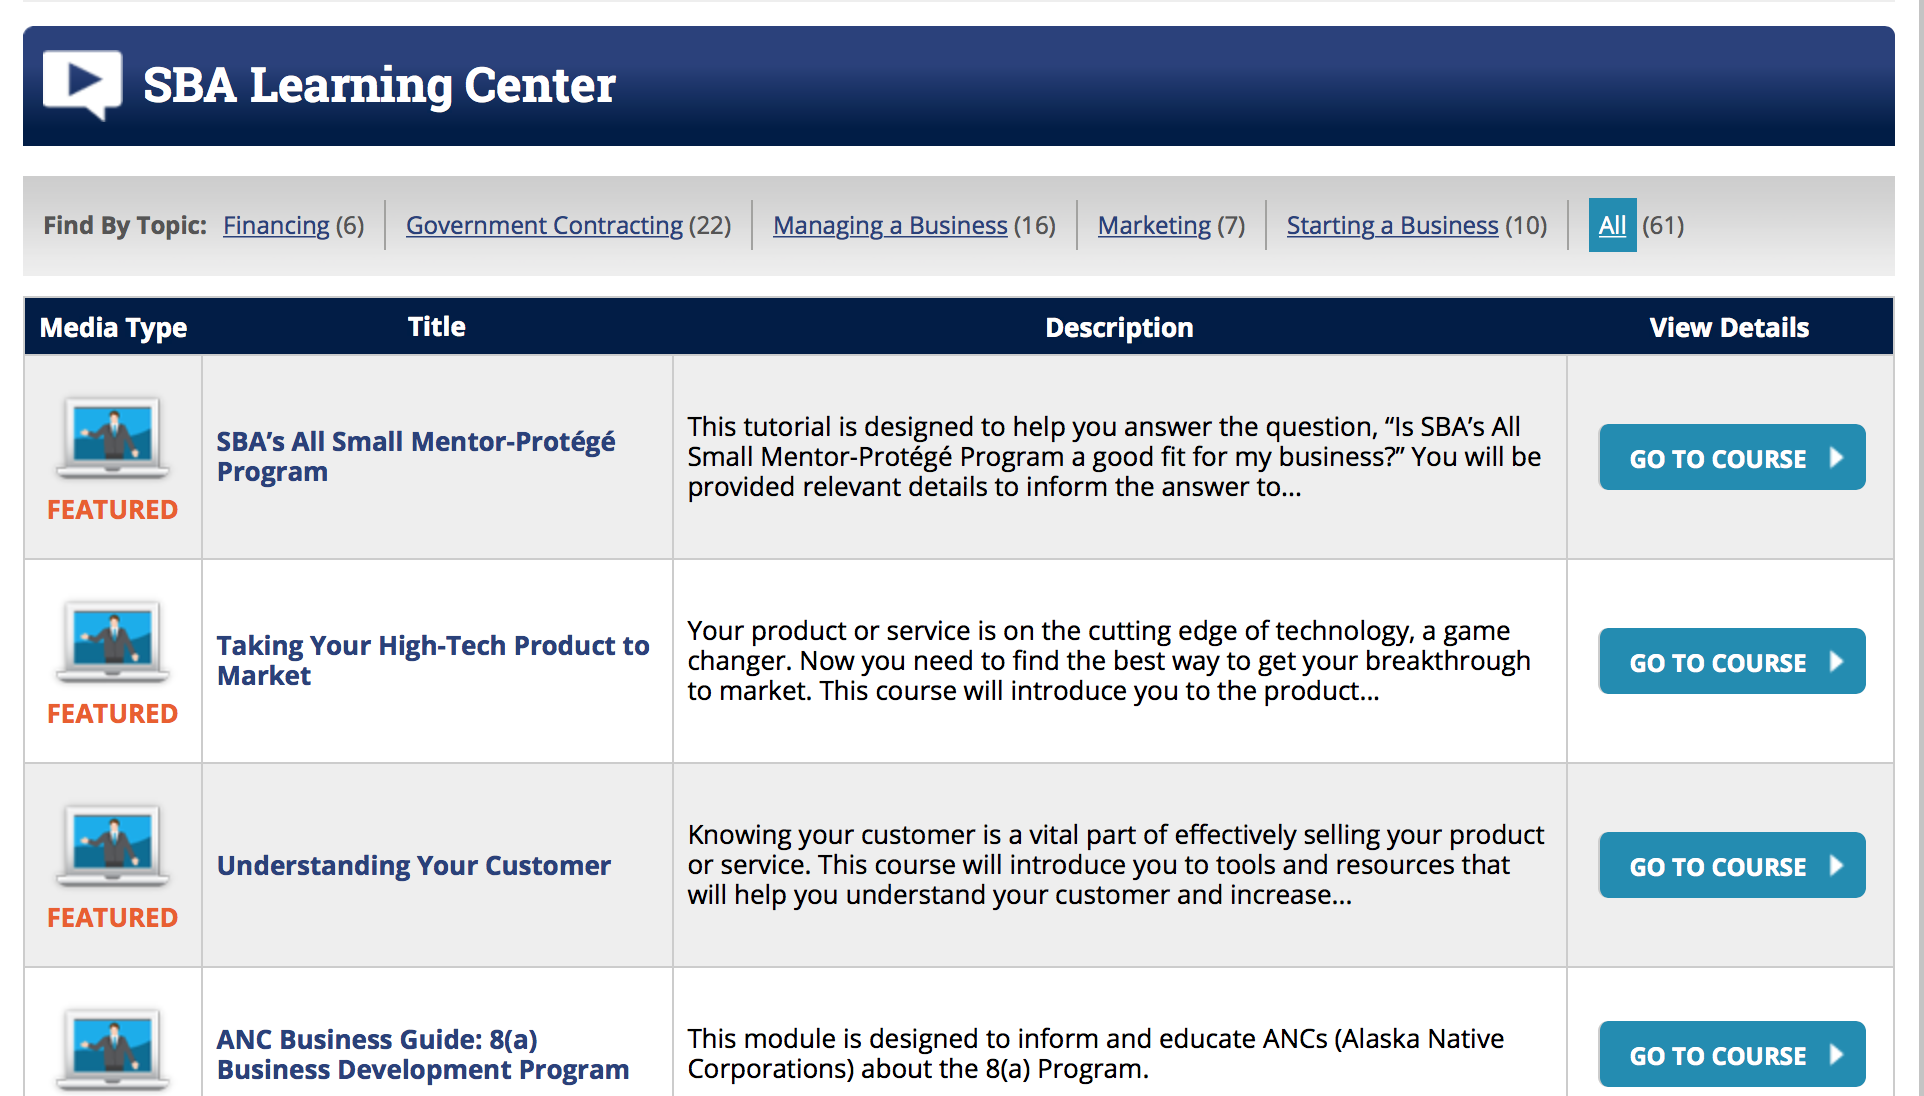 SBA Learning Center
Find By Topic: Financing (6) Government Contracting (22) Managing a Business (16) Marketing (7) Starting a Business (10) All (61)
Media Type Title Description View Details
SBA’s All Small Mentor-Protégé
Program
FEATURED
This tutorial is designed to help you answer the question, “Is SBA’s All
Small Mentor-Protégé Program a good fit for my business?” You will be
provided relevant details to inform the answer to...
GO TO COURSE
Taking Your High-Tech Product to
Market
FEATURED
Your product or service is on the cutting edge of technology, a game
changer. Now you need to find the best way to get your breakthrough
to market. This course will introduce you to the product...
GO TO COURSE
Understanding Your Customer
FEATURED
Knowing your customer is a vital part of effectively selling your product
or service. This course will introduce you to tools and resources that
will help you understand your customer and increase...
GO TO COURSE
ANC Business Guide: 8(a)
Business Development Program
This module is designed to inform and educate ANCs (Alaska Native
Corporations) about the 8(a) Program.
GO TO COURSE